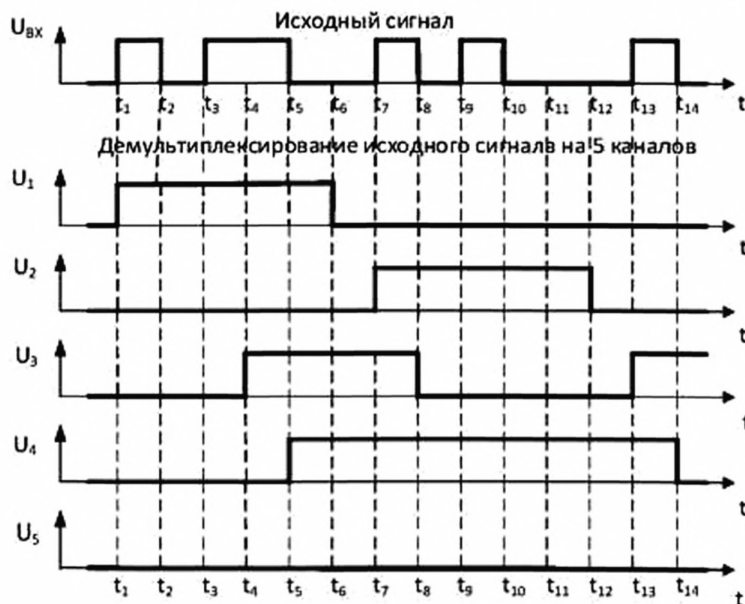 Исходный сигнал
U_ВХ
t₁ t₂ t₃ t₄ t₅ t₆ t₇ t₈ t₉ t₁₀ t₁₁ t₁₂ t₁₃ t₁₄ t
Демультиплексирование исходного сигнала на 5 каналов
U₁
t
U₂
t
U₃
t
U₄
t
U₅
t₁ t₂ t₃ t₄ t₅ t₆ t₇ t₈ t₉ t₁₀ t₁₁ t₁₂ t₁₃ t₁₄ t